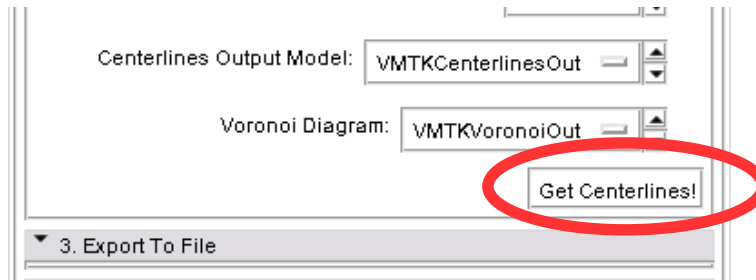 Centerlines Output Model: VMTKCenterlinesOut
Voronoi Diagram: VMTKVoronoiOut
Get Centerlines!
3. Export To File